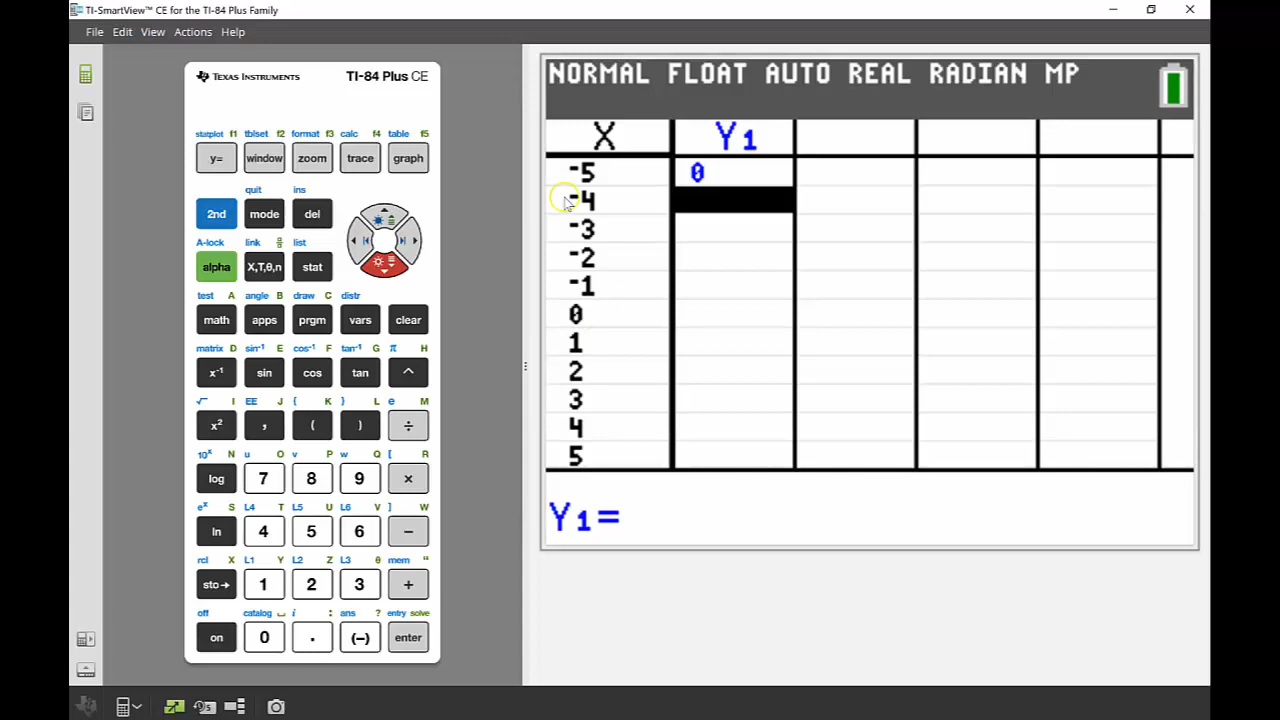 TI-SmartView™ CE for the TI-84 Plus Family
File Edit View Actions Help
TEXAS INSTRUMENTS TI-84 Plus CE
statplot f1 tblset f2 format f3 calc f4 table f5
y= window zoom trace graph
quit ins
2nd mode del
A-lock link list
alpha X,T,θ,n stat
test A angle B draw C distr
math apps prgm vars clear
matrix D sin⁻¹ E cos⁻¹ F tan⁻¹ G π H
x⁻¹ sin cos tan ^
√ I EE J { K } L e M
x² , ( ) ÷
10ˣ N u O v P w Q [ R
log 7 8 9 ×
eˣ S L4 T L5 U L6 V ] W
ln 4 5 6 −
rcl X L1 Y L2 Z L3 θ mem "
sto→ 1 2 3 +
off catalog ⎵ i : ans ? entry solve
on 0 . (−) enter
NORMAL FLOAT AUTO REAL RADIAN MP
X Y1
-5 0
-4
-3
-2
-1
0
1
2
3
4
5
Y1=